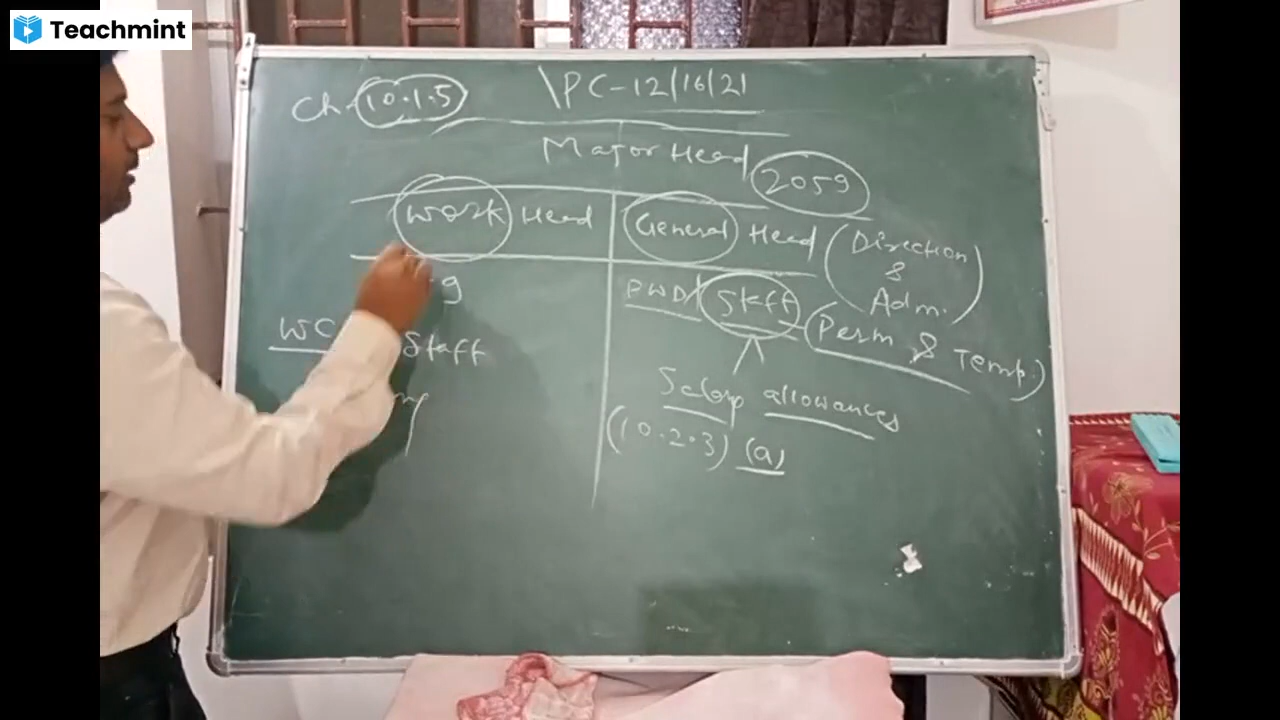 Teachmint
Ch. 10.1.5 \PC-12/16/21
Major Head 2059
Work Head General Head (Direction & Adm.)
PWD/Staff (Perm & Temp.)
WC Staff
Salary allowances
(10.2.3) (a)